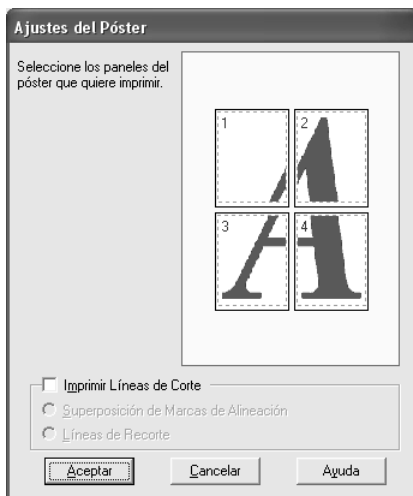 Ajustes del Póster
Seleccione los paneles del
póster que quiere imprimir.
1
2
3
4
A
Imprimir Líneas de Corte
Superposición de Marcas de Alineación
Líneas de Recorte
Aceptar
Cancelar
Ayuda